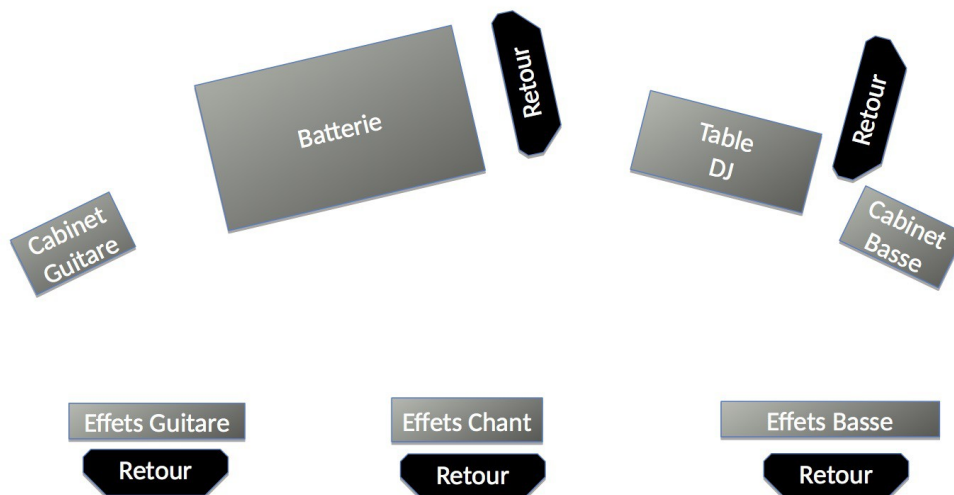 Batterie
Retour
Table
DJ
Retour
Cabinet
Guitare
Cabinet
Basse
Effets Guitare
Effets Chant
Effets Basse
Retour
Retour
Retour